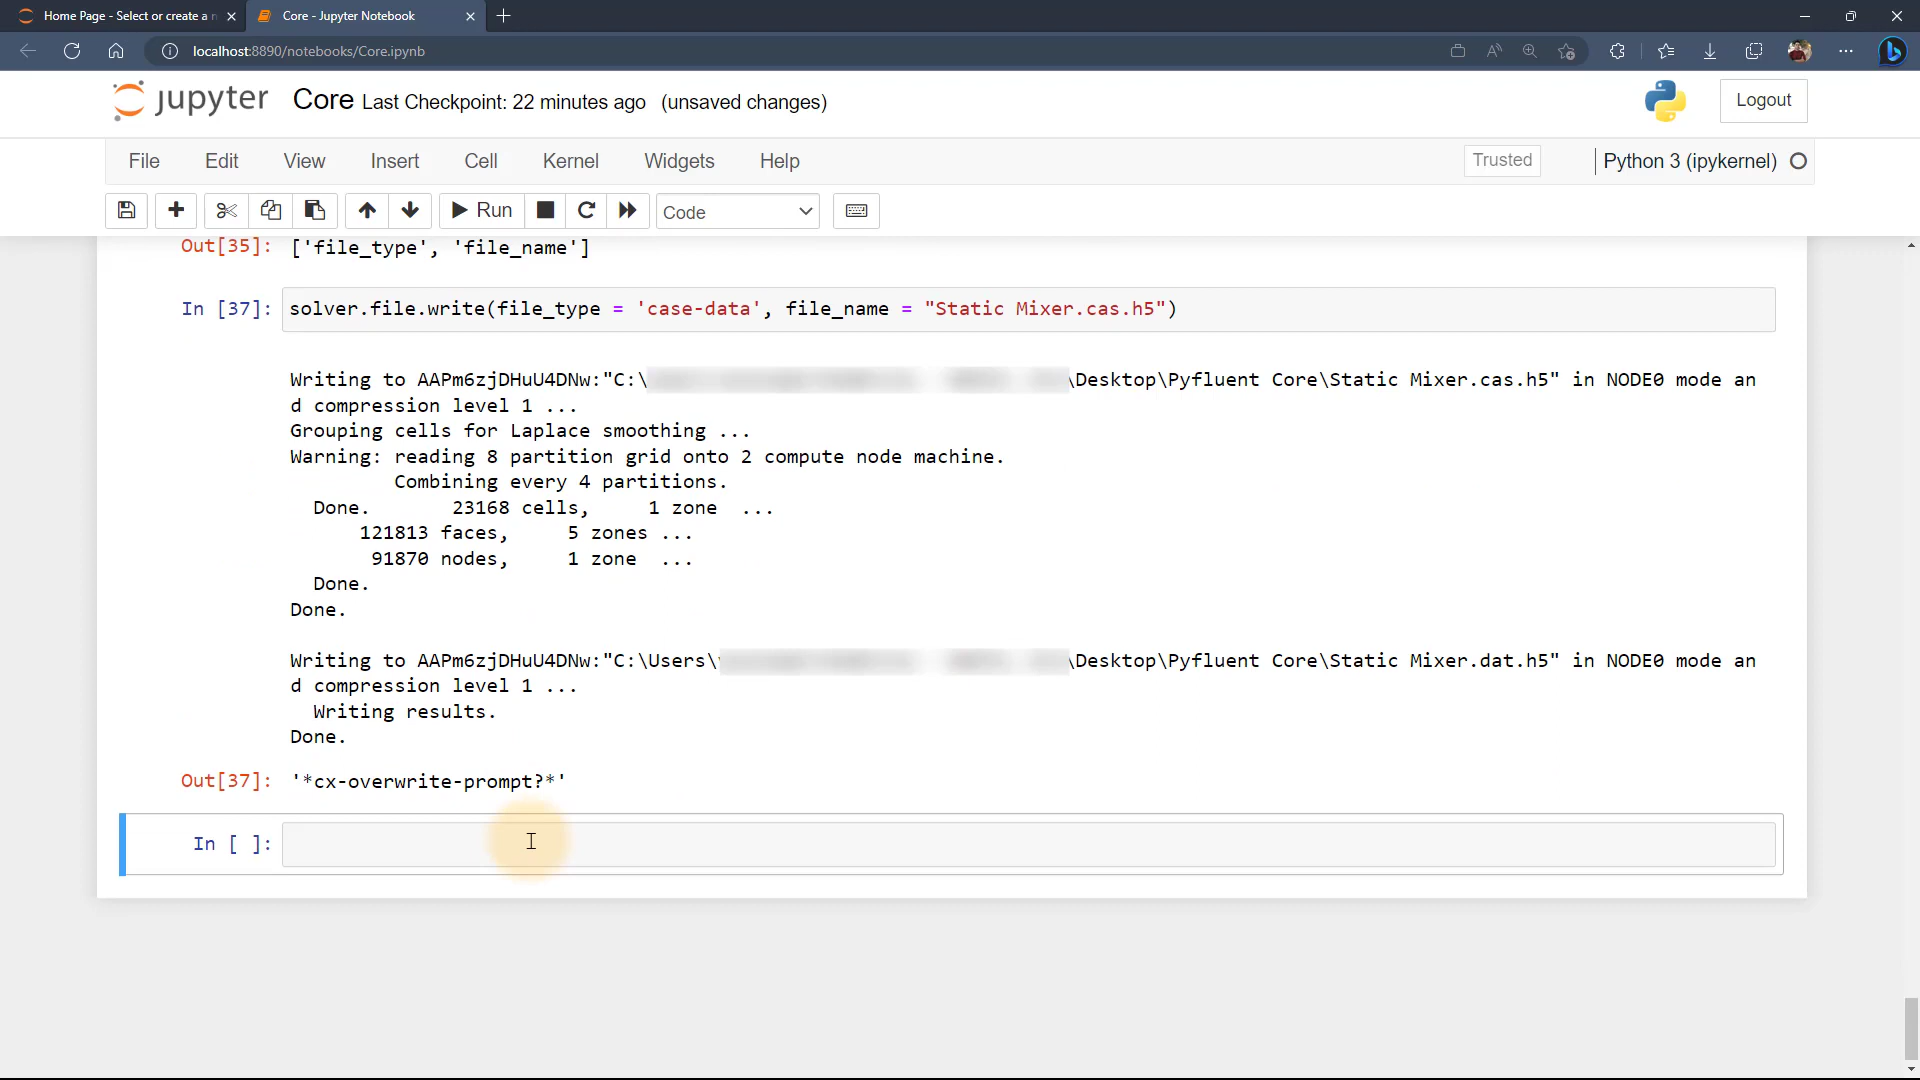 Home Page - Select or create a n
Core - Jupyter Notebook
localhost:8890/notebooks/Core.ipynb
jupyter Core Last Checkpoint: 22 minutes ago (unsaved changes)
Logout
File Edit View Insert Cell Kernel Widgets Help
Trusted
Python 3 (ipykernel)
Run
Code
Out[35]: ['file_type', 'file_name']
In [37]: solver.file.write(file_type = 'case-data', file_name = "Static Mixer.cas.h5")
Writing to AAPm6zjDHuU4DNw:"C:\ \Desktop\Pyfluent Core\Static Mixer.cas.h5" in NODE0 mode an
d compression level 1 ...
Grouping cells for Laplace smoothing ...
Warning: reading 8 partition grid onto 2 compute node machine.
Combining every 4 partitions.
Done. 23168 cells, 1 zone ...
121813 faces, 5 zones ...
91870 nodes, 1 zone ...
Done.
Done.
Writing to AAPm6zjDHuU4DNw:"C:\Users\ \Desktop\Pyfluent Core\Static Mixer.dat.h5" in NODE0 mode an
d compression level 1 ...
Writing results.
Done.
Out[37]: '*cx-overwrite-prompt?*'
In [ ]: